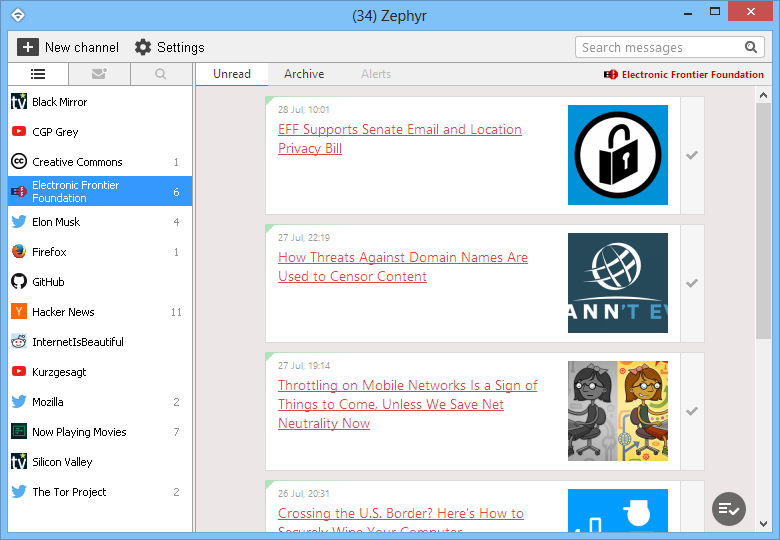 (34) Zephyr
New channel
Settings
Search messages
Unread
Archive
Alerts
Electronic Frontier Foundation
Black Mirror
CGP Grey
Creative Commons 1
Electronic Frontier
Foundation 6
Elon Musk 4
Firefox 1
GitHub
Hacker News 11
InternetIsBeautiful
Kurzgesagt
Mozilla 2
Now Playing Movies 7
Silicon Valley
The Tor Project 2
28 Jul, 10:01
EFF Supports Senate Email and Location
Privacy Bill
27 Jul, 22:19
How Threats Against Domain Names Are
Used to Censor Content
ANN'T EV
27 Jul, 19:14
Throttling on Mobile Networks Is a Sign of
Things to Come, Unless We Save Net
Neutrality Now
26 Jul, 20:31
Crossing the U.S. Border? Here's How to
Securely Wipe Your Computer